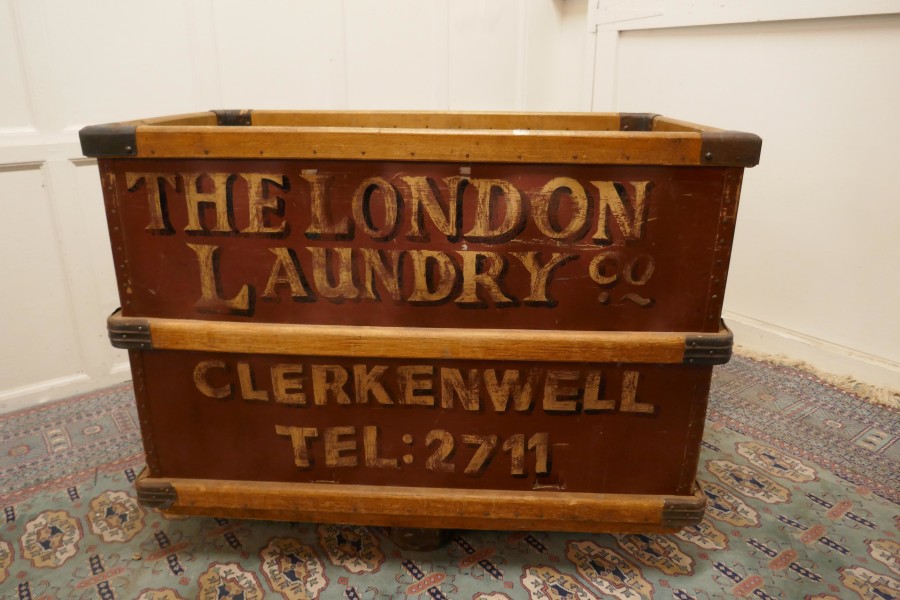 THE LONDON
LAUNDRY CO
CLERKENWELL
TEL: 2711